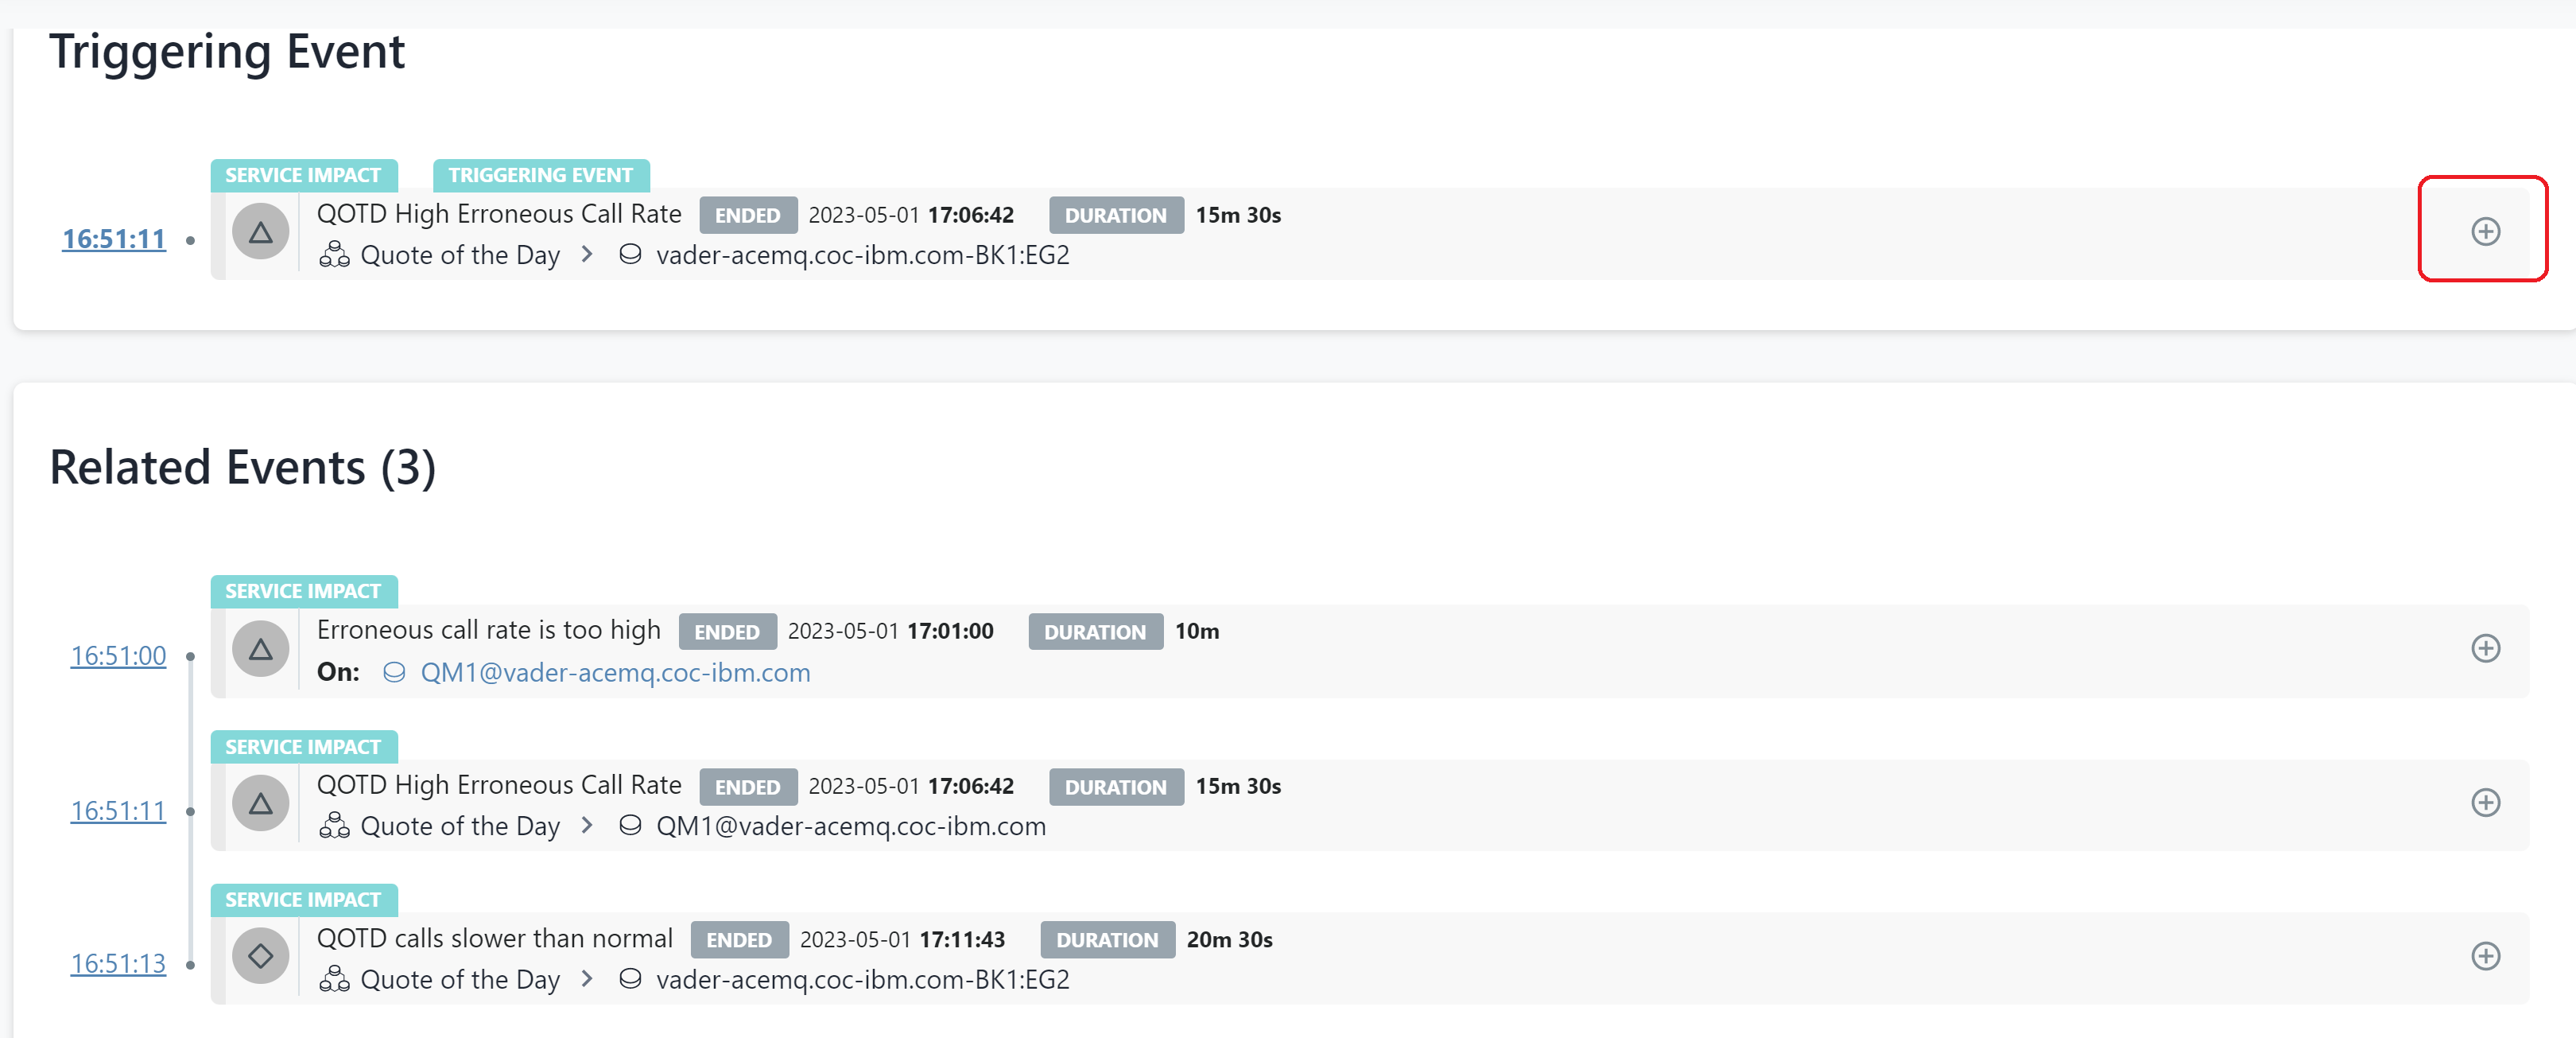 Triggering Event
SERVICE IMPACT TRIGGERING EVENT
16:51:11 QOTD High Erroneous Call Rate ENDED 2023-05-01 17:06:42 DURATION 15m 30s
Quote of the Day > vader-acemq.coc-ibm.com-BK1:EG2
Related Events (3)
SERVICE IMPACT
16:51:00 Erroneous call rate is too high ENDED 2023-05-01 17:01:00 DURATION 10m
On: QM1@vader-acemq.coc-ibm.com
SERVICE IMPACT
16:51:11 QOTD High Erroneous Call Rate ENDED 2023-05-01 17:06:42 DURATION 15m 30s
Quote of the Day > QM1@vader-acemq.coc-ibm.com
SERVICE IMPACT
16:51:13 QOTD calls slower than normal ENDED 2023-05-01 17:11:43 DURATION 20m 30s
Quote of the Day > vader-acemq.coc-ibm.com-BK1:EG2